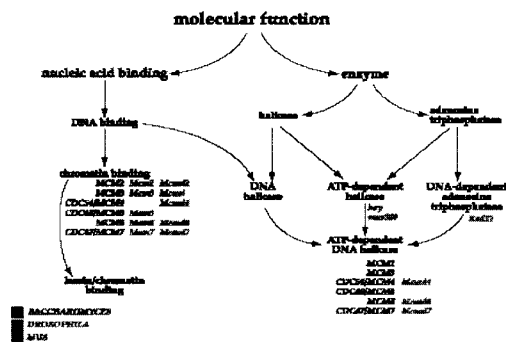 molecular function
nucleic acid binding
enzyme
DNA binding
helicase
adenosine
triphosphatase
chromatin binding
MCM2 Mcm2 Mcmd2
MCM3 Mcm3 Mcmd
CDC54/MCM4 Mcmd4
CDC46/MCM5 Mcm5
MCM6 Mcm6 Mcmd6
CDC47/MCM7 Mcm7 Mcmd7
DNA
helicase
ATP-dependent
helicase
DNA-dependent
adenosine
triphosphatase
ATP-dependent
DNA helicase
MCM2
MCM3
CDC54/MCM4 Mcmd4
CDC46/MCM5
MCM6 Mcmd6
CDC47/MCM7 Mcmd7
lamin/chromatin
binding
SACCHAROMYCES
DROSOPHILA
MUS